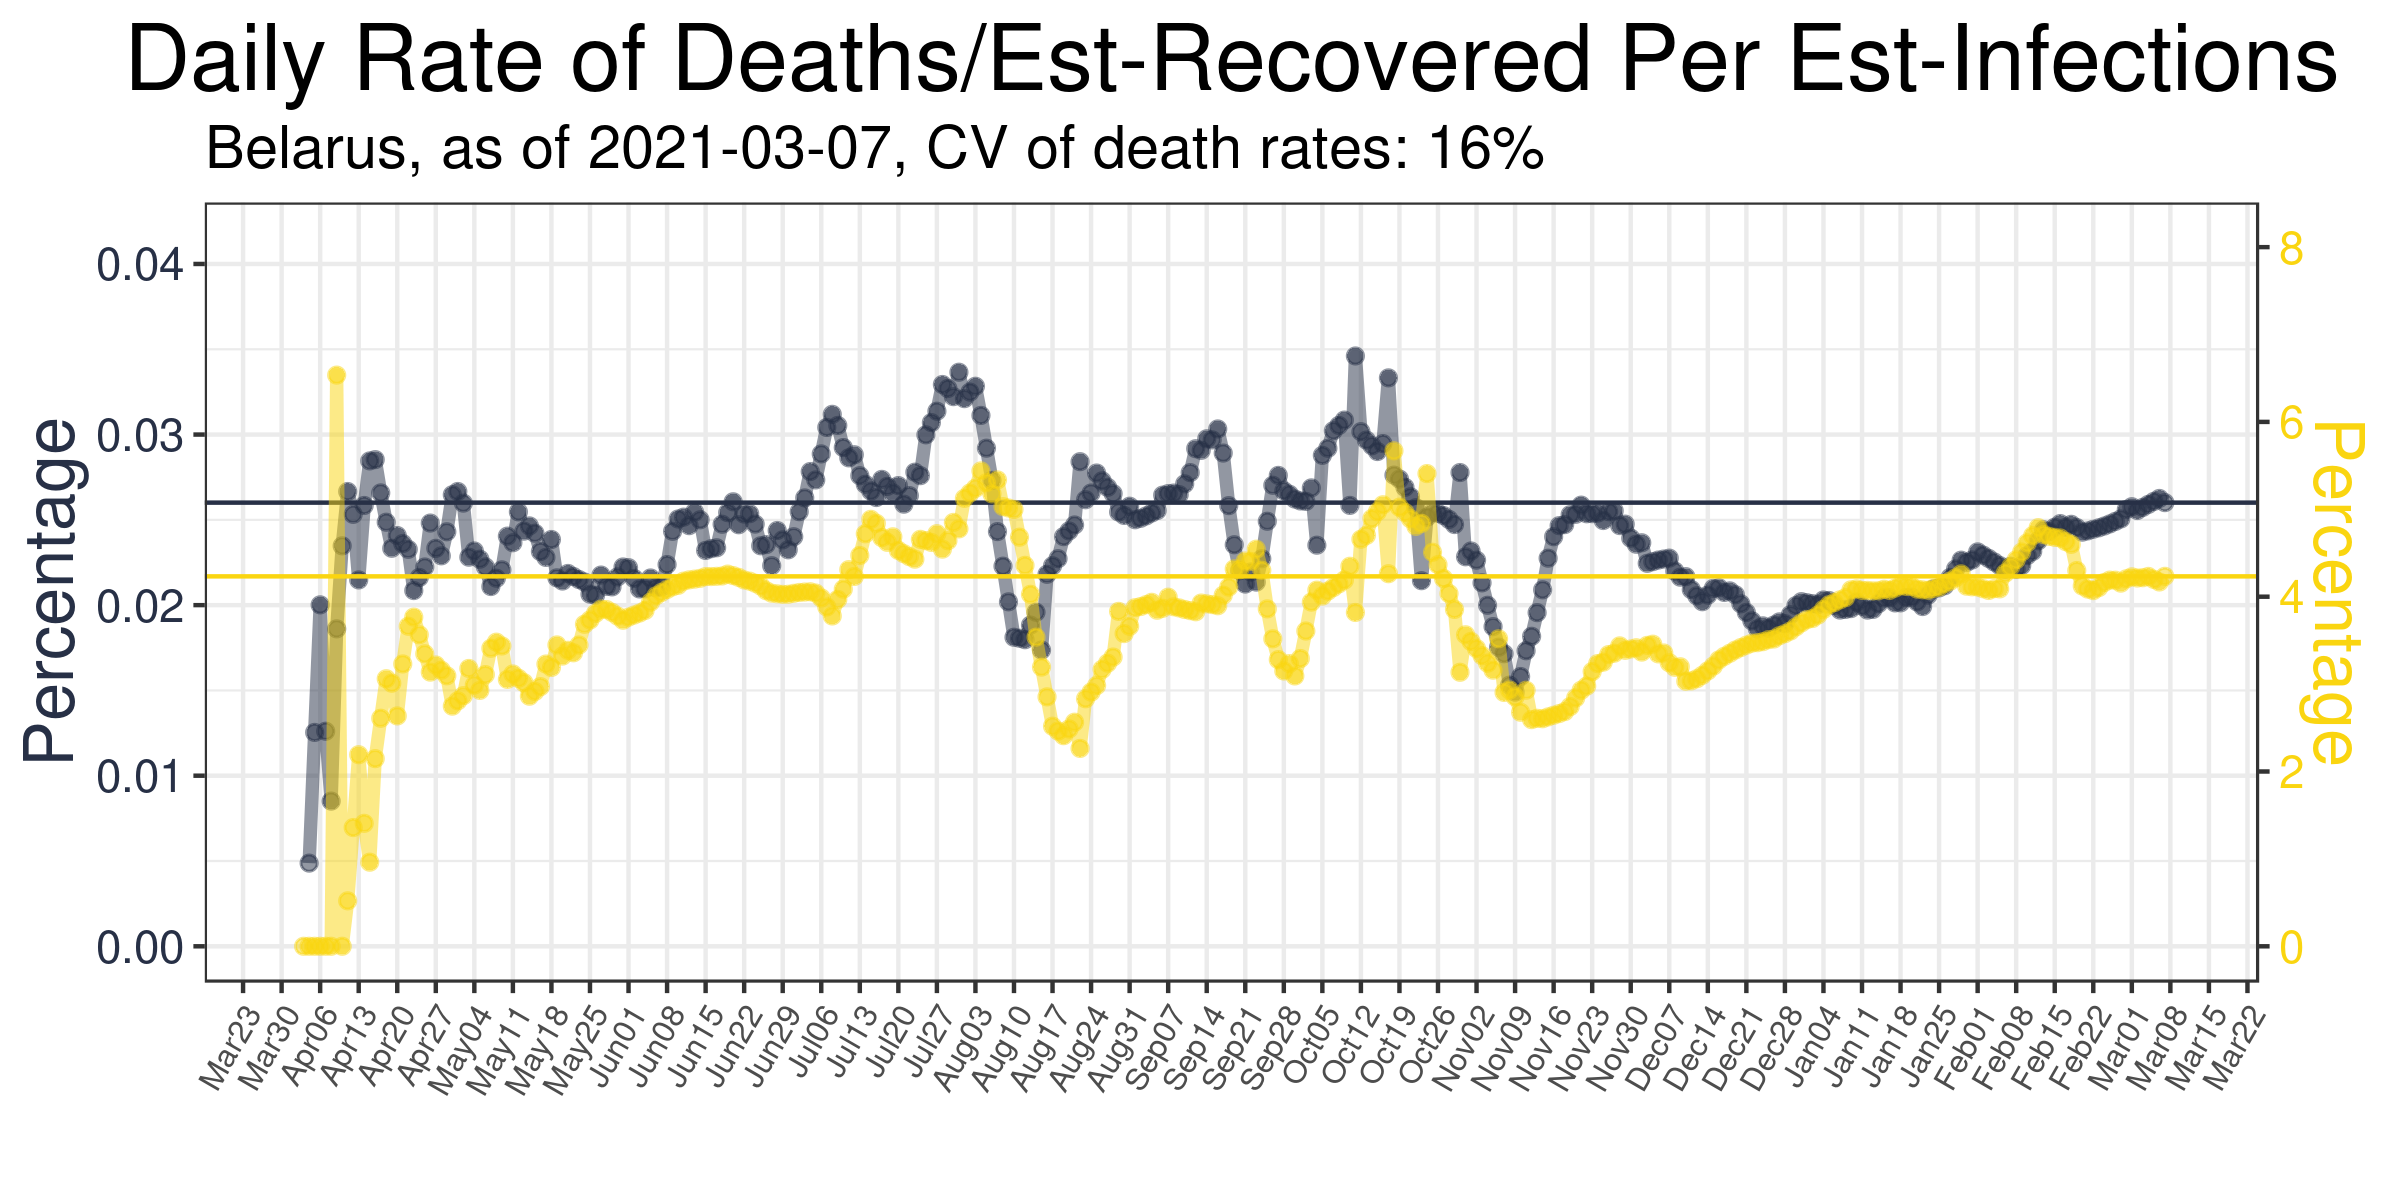 Daily Rate of Deaths/Est-Recovered Per Est-Infections
Belarus, as of 2021-03-07, CV of death rates: 16%
Percentage
0.04
0.03
0.02
0.01
0.00
8
6
4
2
0
Percentage
Mar23 Mar30 Apr06 Apr13 Apr20 Apr27 May04 May11 May18 May25 Jun01 Jun08 Jun15 Jun22 Jun29 Jul06 Jul13 Jul20 Jul27 Aug03 Aug10 Aug17 Aug24 Aug31 Sep07 Sep14 Sep21 Sep28 Oct05 Oct12 Oct19 Oct26 Nov02 Nov09 Nov16 Nov23 Nov30 Dec07 Dec14 Dec21 Dec28 Jan04 Jan11 Jan18 Jan25 Feb01 Feb08 Feb15 Feb22 Mar01 Mar08 Mar15 Mar22